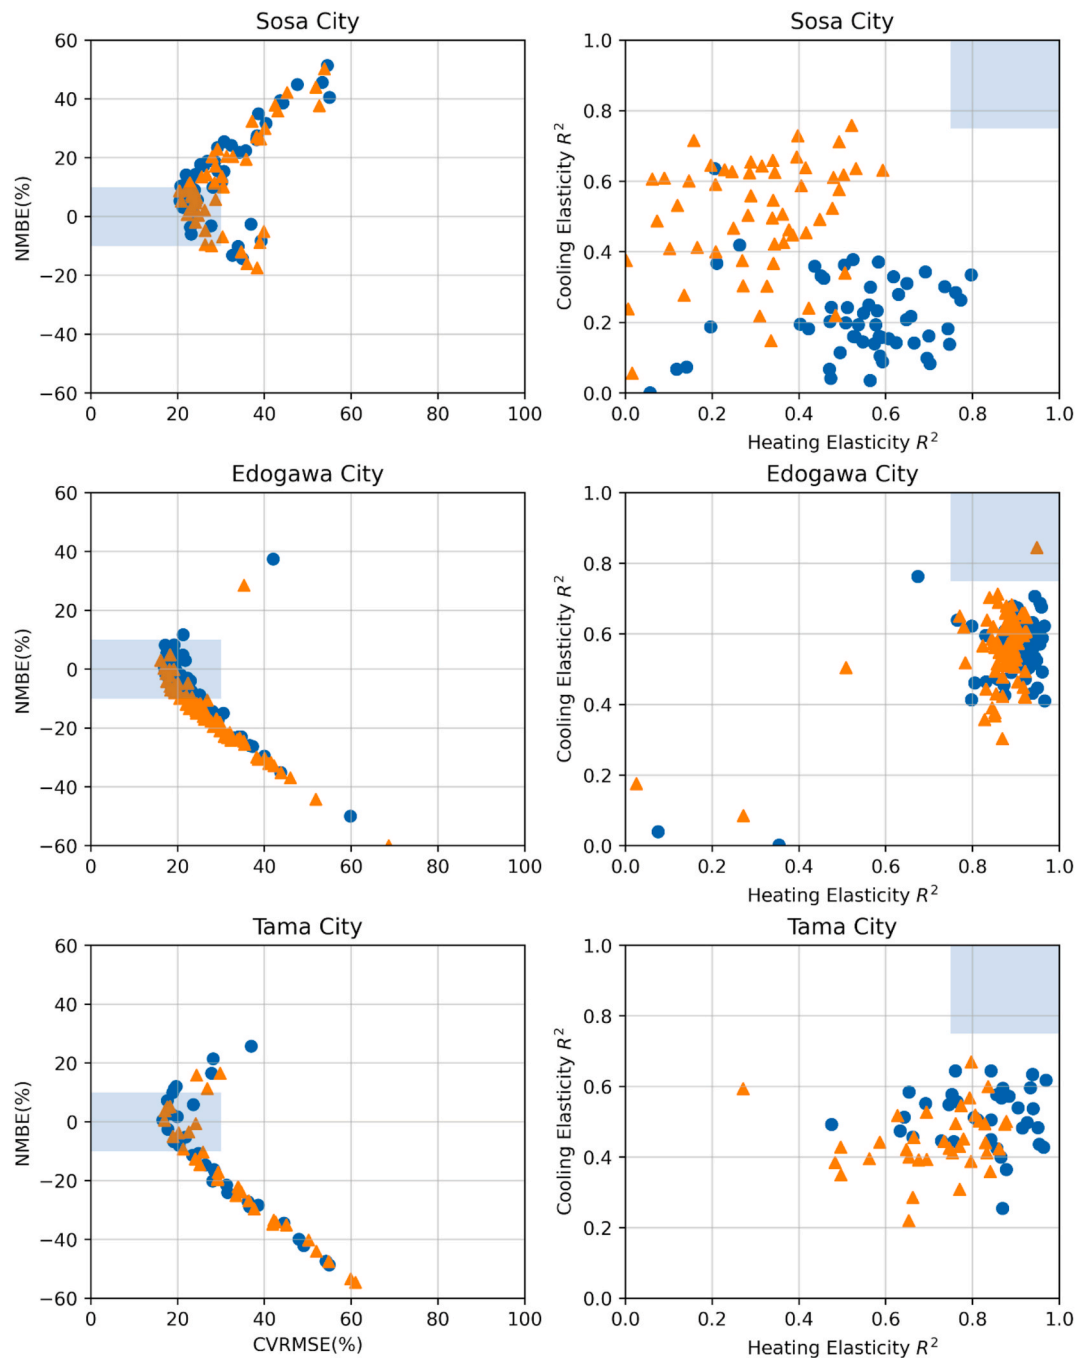 Sosa City
60
40
20
0
−20
−40
−60
NMBE(%)
0 20 40 60 80 100
Sosa City
1.0
0.8
0.6
0.4
0.2
0.0
Cooling Elasticity R²
0.0 0.2 0.4 0.6 0.8 1.0
Heating Elasticity R²
Edogawa City
60
40
20
0
−20
−40
−60
NMBE(%)
0 20 40 60 80 100
Edogawa City
1.0
0.8
0.6
0.4
0.2
0.0
Cooling Elasticity R²
0.0 0.2 0.4 0.6 0.8 1.0
Heating Elasticity R²
Tama City
60
40
20
0
−20
−40
−60
NMBE(%)
0 20 40 60 80 100
CVRMSE(%)
Tama City
1.0
0.8
0.6
0.4
0.2
0.0
Cooling Elasticity R²
0.0 0.2 0.4 0.6 0.8 1.0
Heating Elasticity R²